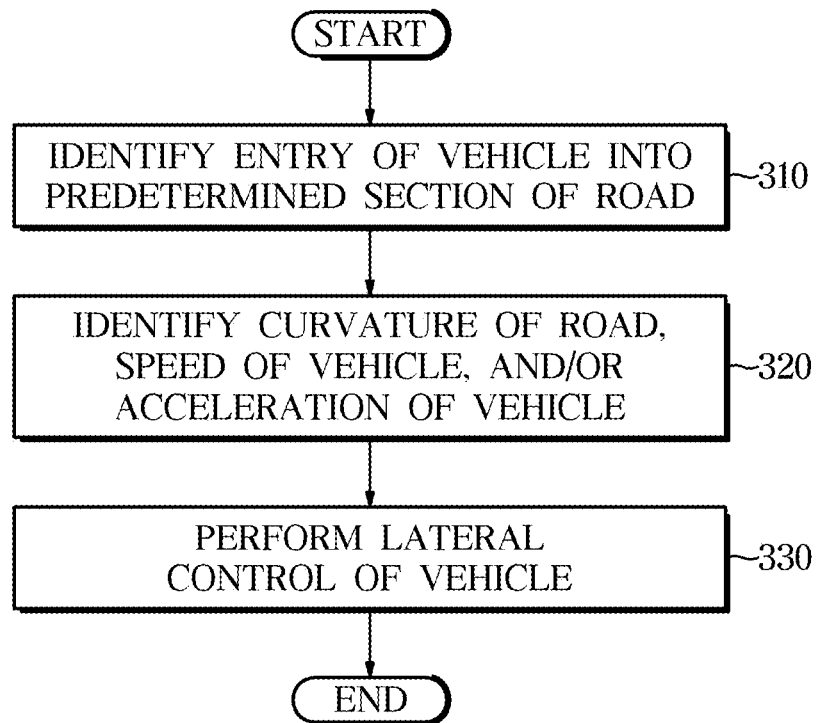 START
IDENTIFY ENTRY OF VEHICLE INTO
PREDETERMINED SECTION OF ROAD
310
IDENTIFY CURVATURE OF ROAD,
SPEED OF VEHICLE, AND/OR
ACCELERATION OF VEHICLE
320
PERFORM LATERAL
CONTROL OF VEHICLE
330
END